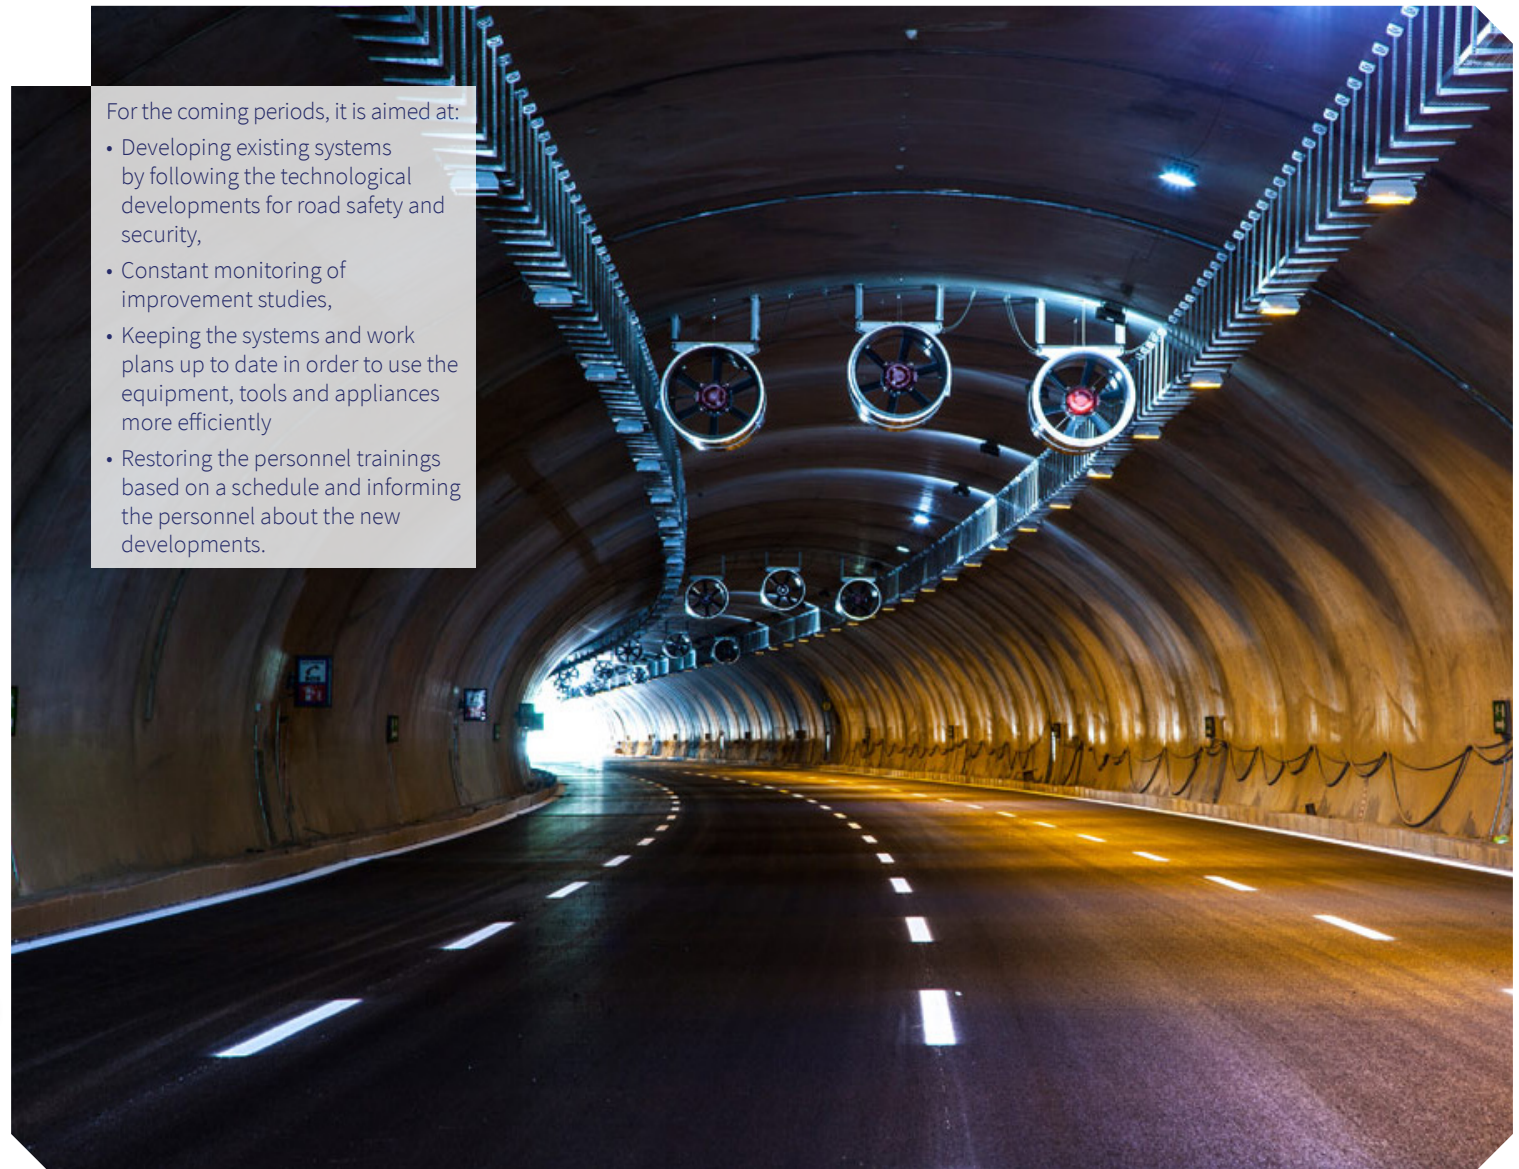 For the coming periods, it is aimed at:
• Developing existing systems
by following the technological
developments for road safety and
security,
• Constant monitoring of
improvement studies,
• Keeping the systems and work
plans up to date in order to use the
equipment, tools and appliances
more efficiently
• Restoring the personnel trainings
based on a schedule and informing
the personnel about the new
developments.